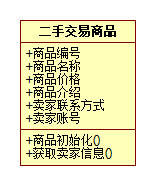 二手交易商品
+商品编号
+商品名称
+商品价格
+商品介绍
+卖家联系方式
+卖家账号
+商品初始化()
+获取卖家信息()